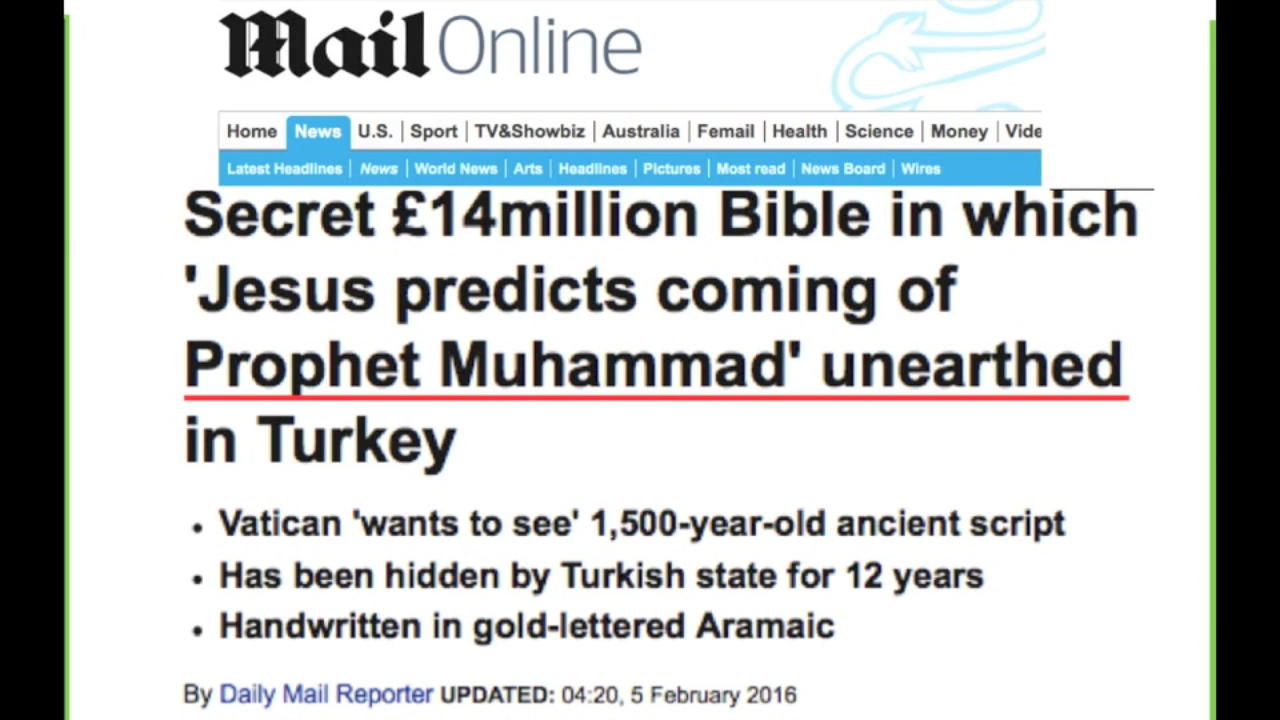 Mail Online
Home News U.S. Sport TV&Showbiz Australia Femail Health Science Money Vide
Latest Headlines News World News Arts Headlines Pictures Most read News Board Wires
Secret £14million Bible in which
'Jesus predicts coming of
Prophet Muhammad' unearthed
in Turkey
• Vatican 'wants to see' 1,500-year-old ancient script
• Has been hidden by Turkish state for 12 years
• Handwritten in gold-lettered Aramaic
By Daily Mail Reporter UPDATED: 04:20, 5 February 2016